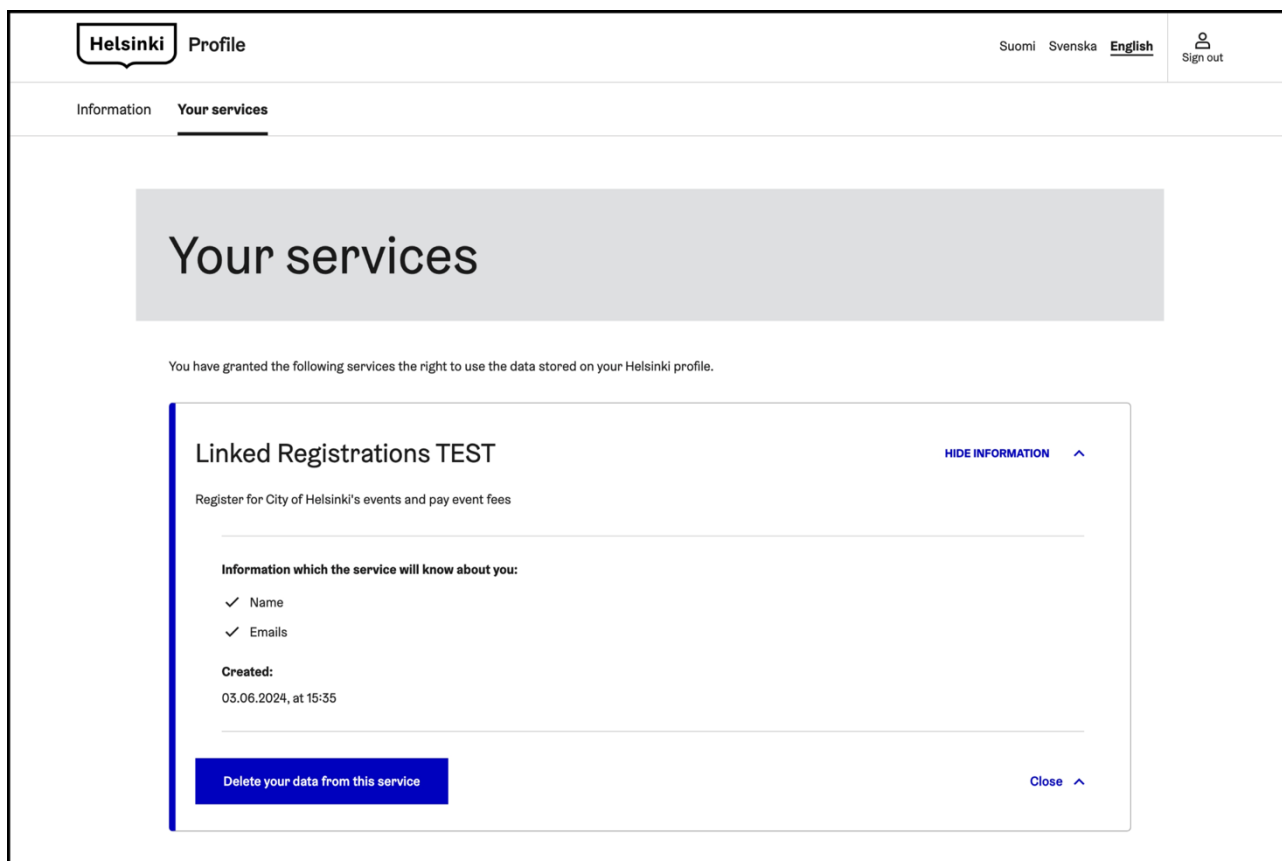 Helsinki Profile
Suomi Svenska English
Sign out
Information Your services
Your services
You have granted the following services the right to use the data stored on your Helsinki profile.
Linked Registrations TEST
HIDE INFORMATION
Register for City of Helsinki's events and pay event fees
Information which the service will know about you:
Name
Emails
Created:
03.06.2024, at 15:35
Delete your data from this service
Close